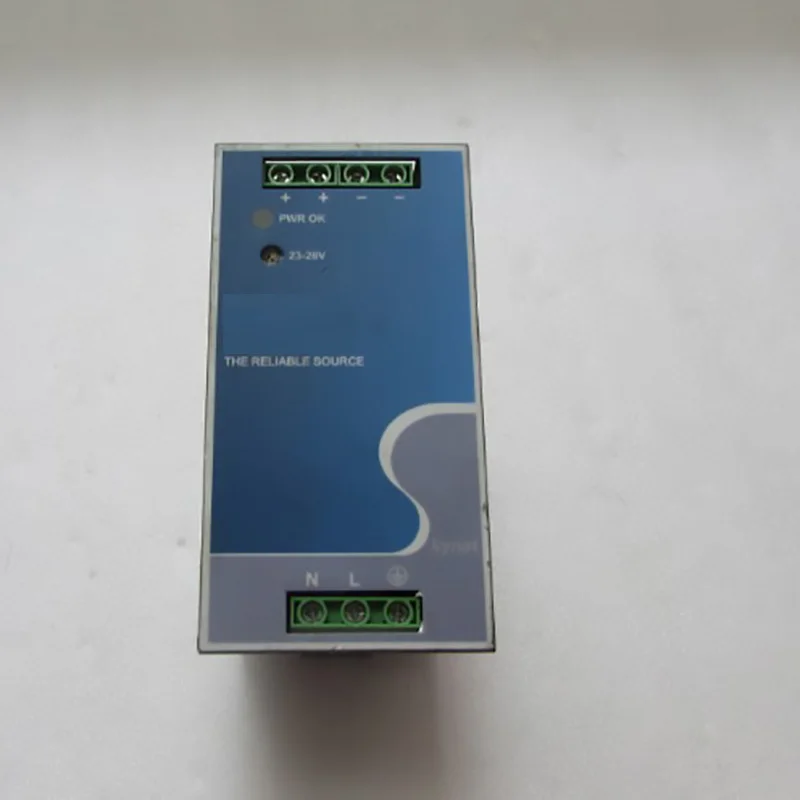 + + − −
PWR OK
23-28V
THE RELIABLE SOURCE
N L